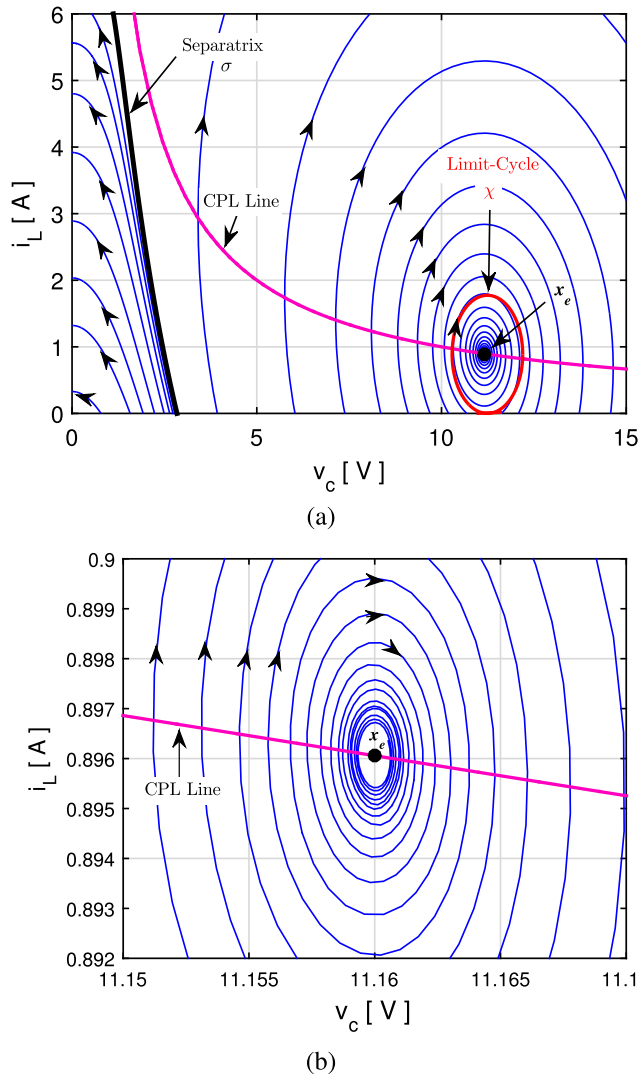 6
5
4
3
2
1
0
i_L [ A ]
Separatrix
σ
CPL Line
Limit-Cycle
χ
x_e
0
5
10
15
v_c [ V ]
(a)
0.9
0.899
0.898
0.897
0.896
0.895
0.894
0.893
0.892
i_L [ A ]
x_e
CPL Line
11.15
11.155
11.16
11.165
11.1
v_c [ V ]
(b)